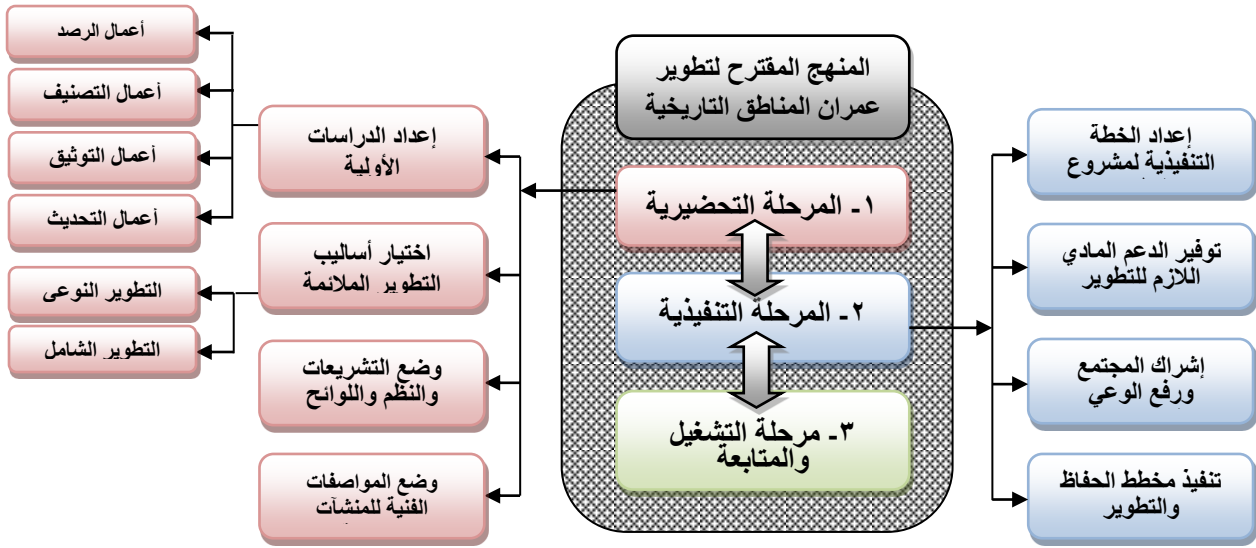 المنهج المقترح لتطوير
عمران المناطق التاريخية
١- المرحلة التحضيرية
٢- المرحلة التنفيذية
٣- مرحلة التشغيل
والمتابعة
إعداد الخطة
التنفيذية لمشروع
توفير الدعم المادي
اللازم للتطوير
إشراك المجتمع
ورفع الوعي
تنفيذ مخطط الحفاظ
والتطوير
إعداد الدراسات
الأولية
اختيار أساليب
التطوير الملائمة
وضع التشريعات
والنظم واللوائح
وضع المواصفات
الفنية للمنشآت
أعمال الرصد
أعمال التصنيف
أعمال التوثيق
أعمال التحديث
التطوير النوعي
التطوير الشامل